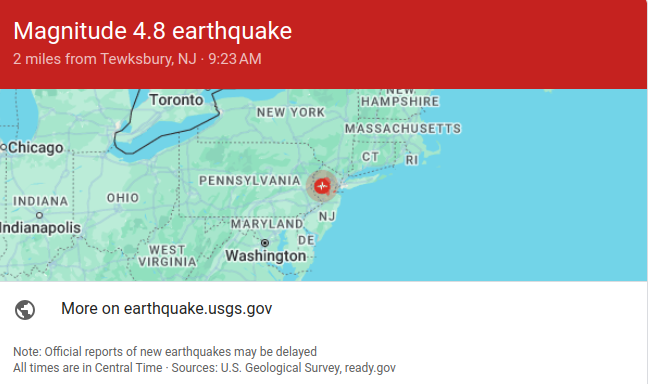 Magnitude 4.8 earthquake
2 miles from Tewksbury, NJ · 9:23 AM
Toronto
NEW YORK
NEW
HAMPSHIRE
MASSACHUSETTS
Chicago
CT
RI
PENNSYLVANIA
INDIANA
OHIO
Indianapolis
NJ
MARYLAND
DE
WEST
VIRGINIA
Washington
More on earthquake.usgs.gov
Note: Official reports of new earthquakes may be delayed
All times are in Central Time · Sources: U.S. Geological Survey, ready.gov